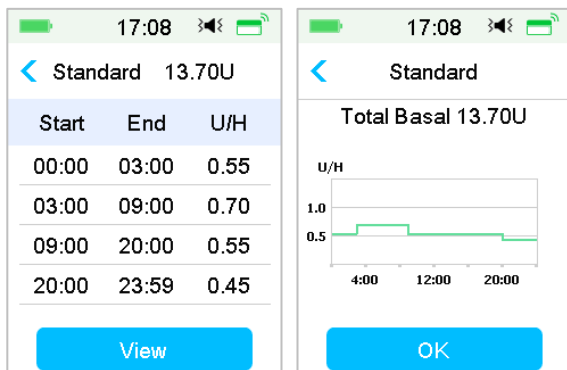 17:08
Standard 13.70U
Start End U/H
00:00 03:00 0.55
03:00 09:00 0.70
09:00 20:00 0.55
20:00 23:59 0.45
View
17:08
Standard
Total Basal 13.70U
U/H
1.0
0.5
4:00 12:00 20:00
OK